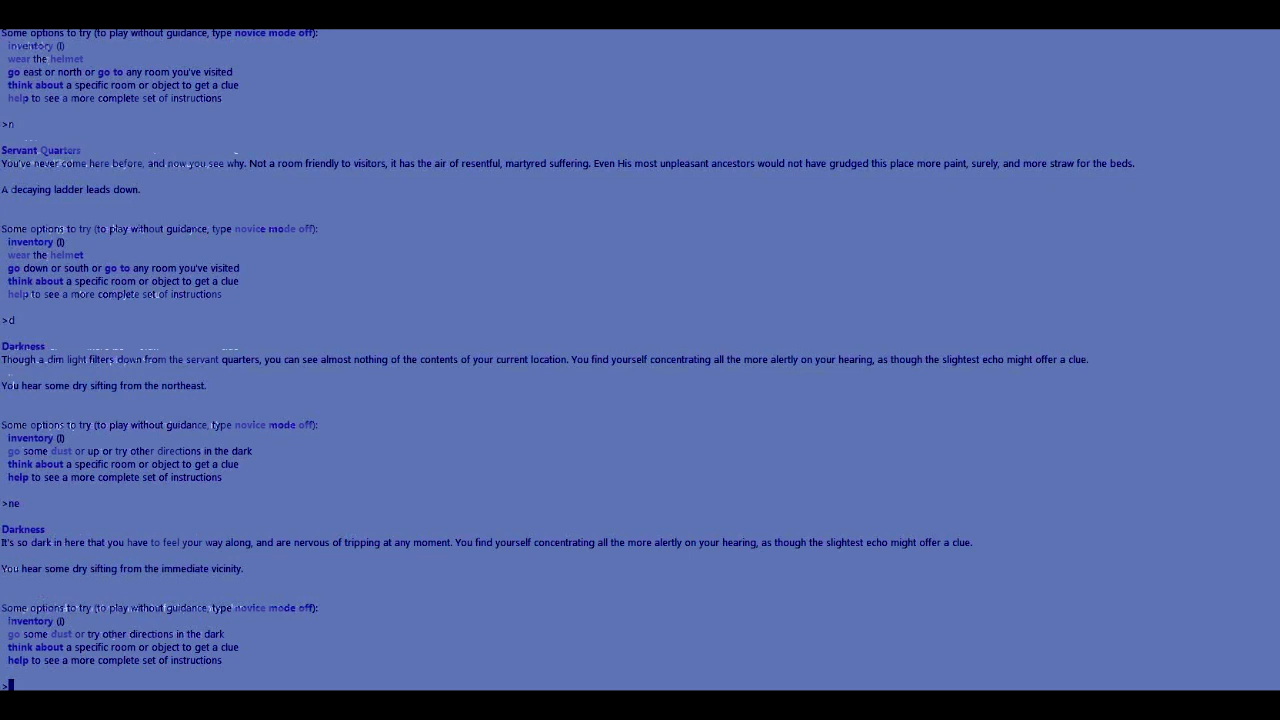 Some options to try (to play without guidance, type novice mode off):
inventory (I)
wear the helmet
go east or north or go to any room you've visited
think about a specific room or object to get a clue
help to see a more complete set of instructions
>n
Servant Quarters
You've never come here before, and now you see why. Not a room friendly to visitors, it has the air of resentful, martyred suffering. Even His most unpleasant ancestors would not have grudged this place more paint, surely, and more straw for the beds.
A decaying ladder leads down.
Some options to try (to play without guidance, type novice mode off):
inventory (I)
wear the helmet
go down or south or go to any room you've visited
think about a specific room or object to get a clue
help to see a more complete set of instructions
>d
Darkness
Though a dim light filters down from the servant quarters, you can see almost nothing of the contents of your current location. You find yourself concentrating all the more alertly on your hearing, as though the slightest echo might offer a clue.
You hear some dry sifting from the northeast.
Some options to try (to play without guidance, type novice mode off):
inventory (I)
go some dust or up or try other directions in the dark
think about a specific room or object to get a clue
help to see a more complete set of instructions
>ne
Darkness
It's so dark in here that you have to feel your way along, and are nervous of tripping at any moment. You find yourself concentrating all the more alertly on your hearing, as though the slightest echo might offer a clue.
You hear some dry sifting from the immediate vicinity.
Some options to try (to play without guidance, type novice mode off):
inventory (I)
go some dust or try other directions in the dark
think about a specific room or object to get a clue
help to see a more complete set of instructions
>